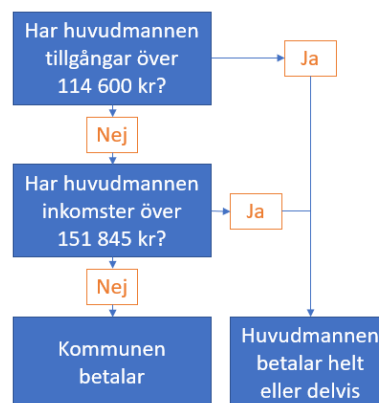 Har huvudmannen
tillgångar över
114 600 kr?
Ja
Nej
Har huvudmannen
inkomster över
151 845 kr?
Ja
Nej
Kommunen
betalar
Huvudmannen
betalar helt
eller delvis